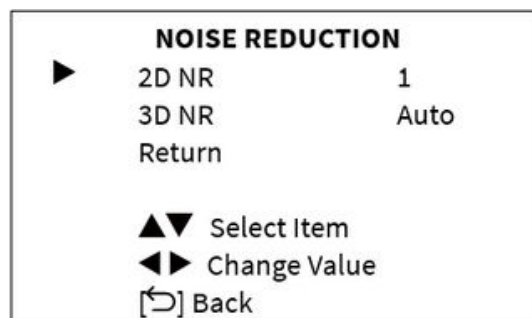 NOISE REDUCTION
▶ 2D NR 1
3D NR Auto
Return
▲▼ Select Item
◀▶ Change Value
[⮌] Back